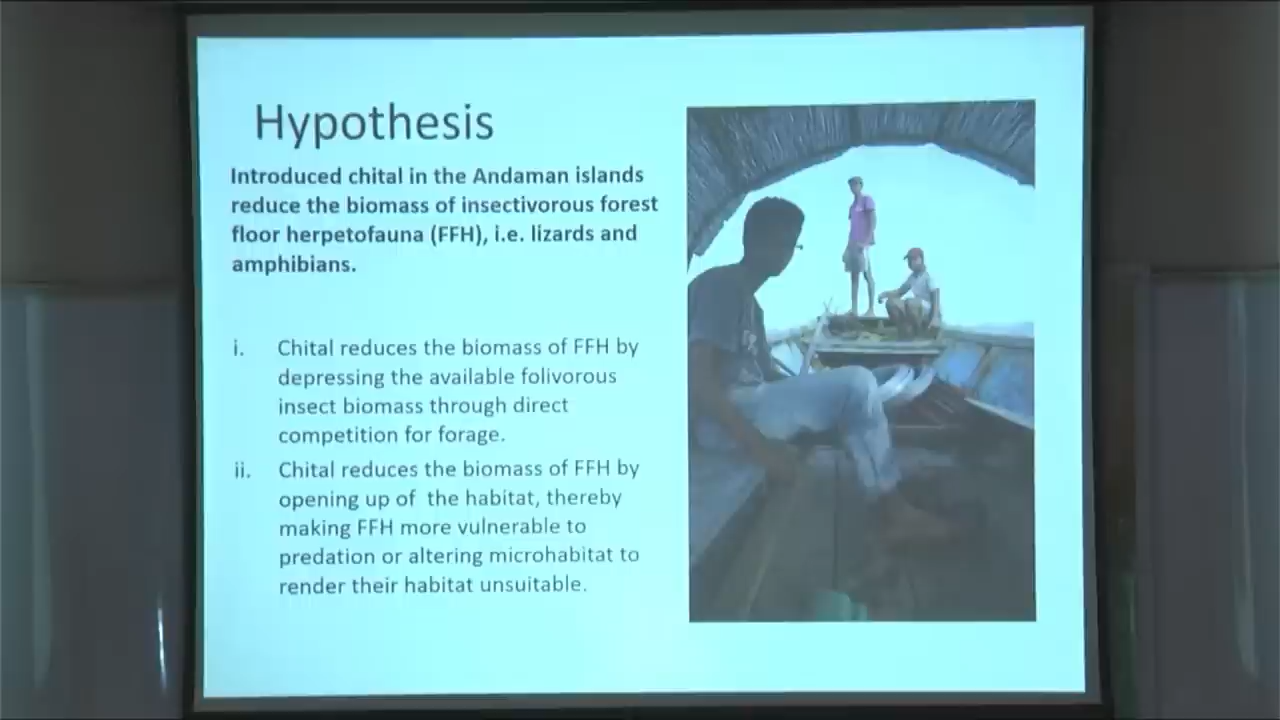 Hypothesis
Introduced chital in the Andaman islands
reduce the biomass of insectivorous forest
floor herpetofauna (FFH), i.e. lizards and
amphibians.
i. Chital reduces the biomass of FFH by
depressing the available folivorous
insect biomass through direct
competition for forage.
ii. Chital reduces the biomass of FFH by
opening up of the habitat, thereby
making FFH more vulnerable to
predation or altering microhabitat to
render their habitat unsuitable.